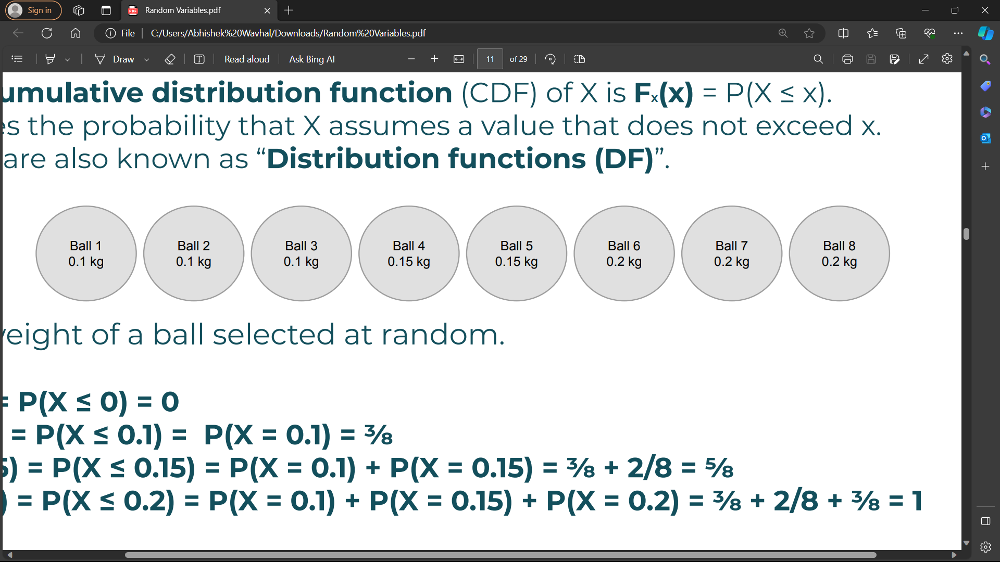 Sign in
Random Variables.pdf
File
C:/Users/Abhishek%20Wavhal/Downloads/Random%20Variables.pdf
Draw
Read aloud
Ask Bing AI
11 of 29
umulative distribution function (CDF) of X is Fₓ(x) = P(X ≤ x).
es the probability that X assumes a value that does not exceed x.
are also known as “Distribution functions (DF)”.
Ball 1
0.1 kg
Ball 2
0.1 kg
Ball 3
0.1 kg
Ball 4
0.15 kg
Ball 5
0.15 kg
Ball 6
0.2 kg
Ball 7
0.2 kg
Ball 8
0.2 kg
eight of a ball selected at random.
= P(X ≤ 0) = 0
= P(X ≤ 0.1) = P(X = 0.1) = ⅜
5) = P(X ≤ 0.15) = P(X = 0.1) + P(X = 0.15) = ⅜ + 2/8 = ⅝
) = P(X ≤ 0.2) = P(X = 0.1) + P(X = 0.15) + P(X = 0.2) = ⅜ + 2/8 + ⅜ = 1